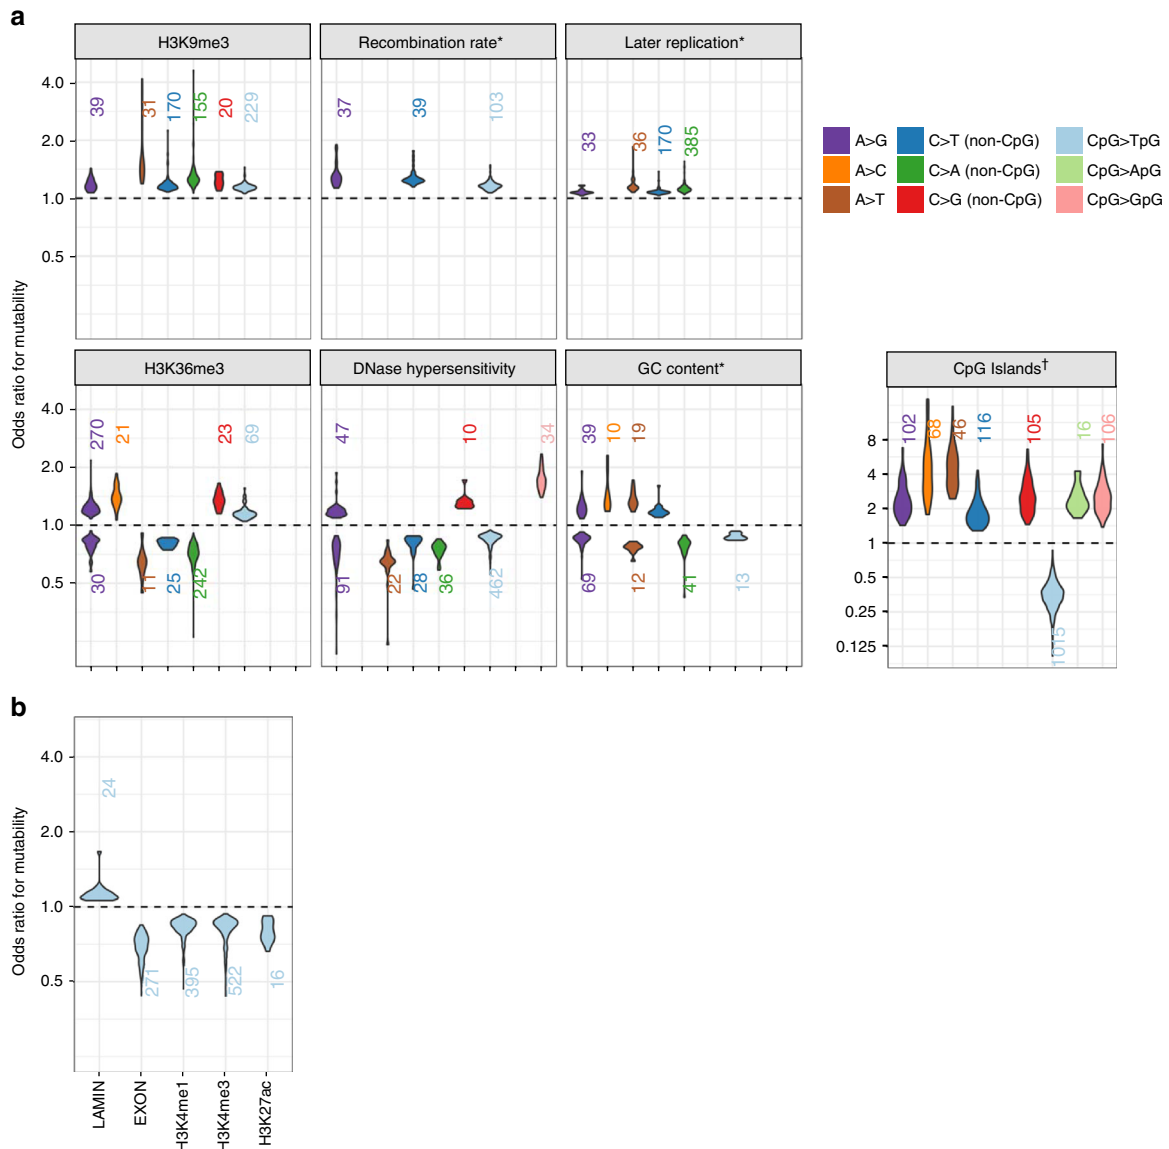 a
H3K9me3
Recombination rate*
Later replication*
4.0
2.0
1.0
0.5
39
31
170
155
20
229
37
39
103
33
36
170
385
A>G
A>C
A>T
C>T (non-CpG)
C>A (non-CpG)
C>G (non-CpG)
CpG>TpG
CpG>ApG
CpG>GpG
Odds ratio for mutability
H3K36me3
DNase hypersensitivity
GC content*
CpG Islands†
4.0
2.0
1.0
0.5
270
21
23
69
30
11
25
242
47
10
34
91
22
28
36
462
39
10
19
69
12
41
13
8
4
2
1
0.5
0.25
0.125
102
68
46
116
105
16
106
1015
b
Odds ratio for mutability
4.0
2.0
1.0
0.5
24
271
395
522
16
LAMIN
EXON
H3K4me1
H3K4me3
H3K27ac